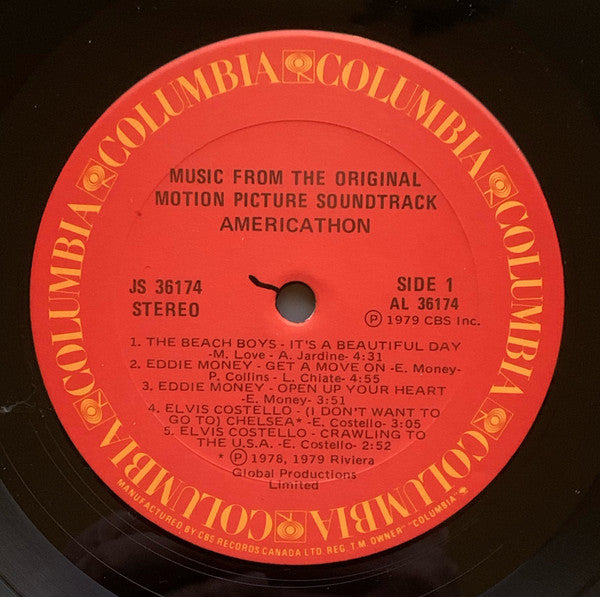 COLUMBIA COLUMBIA COLUMBIA COLUMBIA COLUMBIA COLUMBIA COLUMBIA COLUMBIA
MUSIC FROM THE ORIGINAL
MOTION PICTURE SOUNDTRACK
AMERICATHON
JS 36174
STEREO
SIDE 1
AL 36174
Ⓟ 1979 CBS Inc.
1. THE BEACH BOYS - IT'S A BEAUTIFUL DAY
-M. Love - A. Jardine- 4:31
2. EDDIE MONEY - GET A MOVE ON -E. Money-
P. Collins - L. Chiate- 4:55
3. EDDIE MONEY - OPEN UP YOUR HEART
-E. Money- 3:51
4. ELVIS COSTELLO - (I DON'T WANT TO
GO TO) CHELSEA* -E. Costello- 3:05
5. ELVIS COSTELLO - CRAWLING TO
THE U.S.A. -E. Costello- 2:52
* Ⓟ 1978, 1979 Riviera
Global Productions
Limited
MANUFACTURED BY CBS RECORDS CANADA LTD. REG. T.M. OWNER "COLUMBIA"